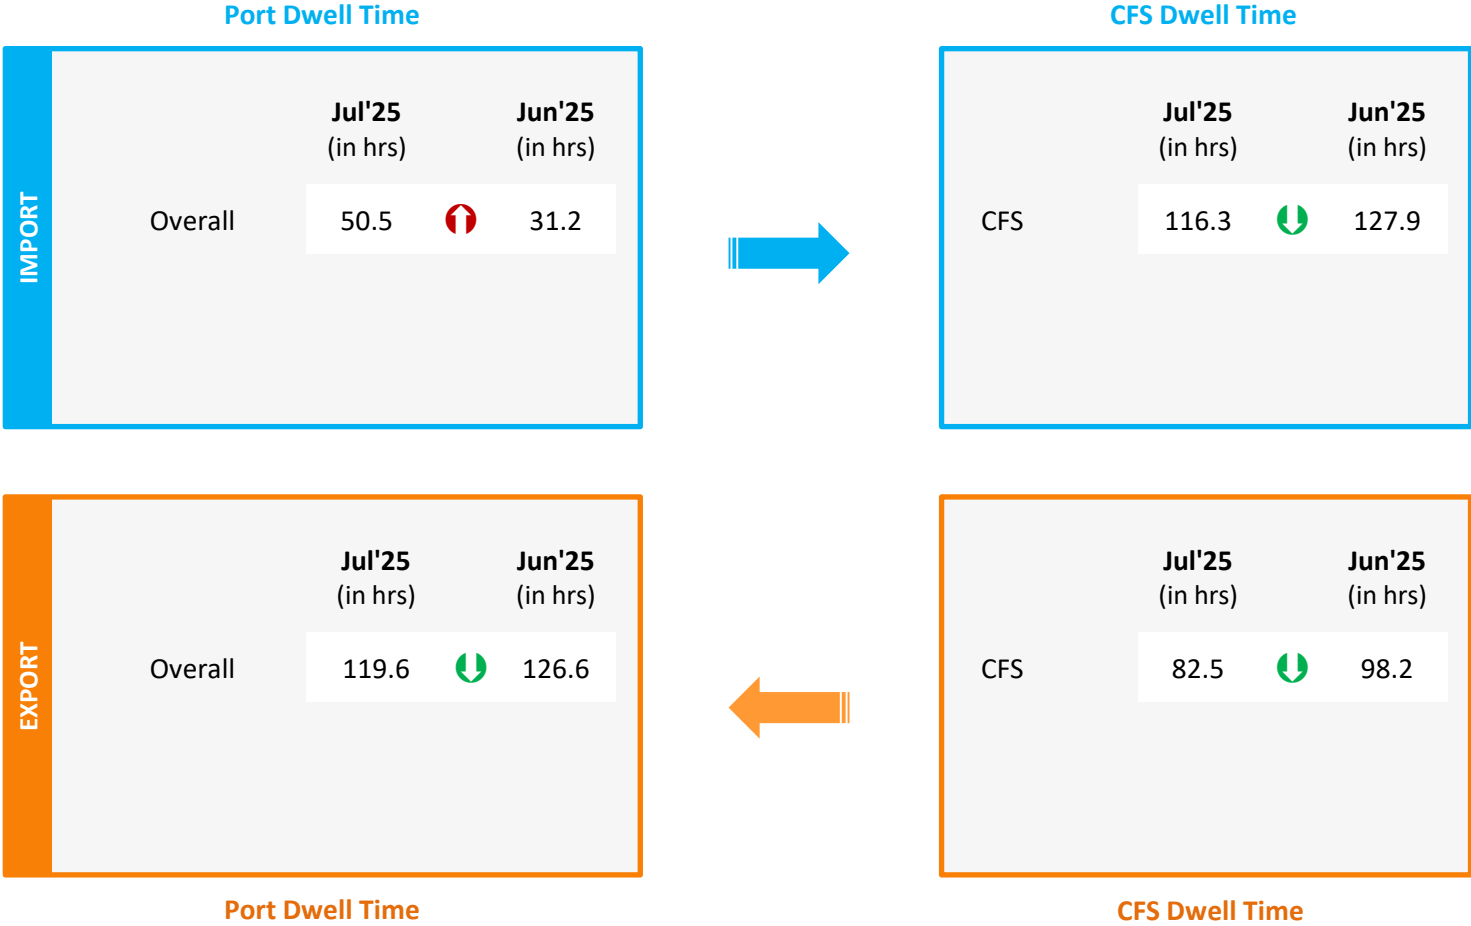 Port Dwell Time
CFS Dwell Time
IMPORT
Jul'25 Jun'25
(in hrs) (in hrs)
Overall 50.5 31.2
Jul'25 Jun'25
(in hrs) (in hrs)
CFS 116.3 127.9
EXPORT
Jul'25 Jun'25
(in hrs) (in hrs)
Overall 119.6 126.6
Jul'25 Jun'25
(in hrs) (in hrs)
CFS 82.5 98.2
Port Dwell Time
CFS Dwell Time